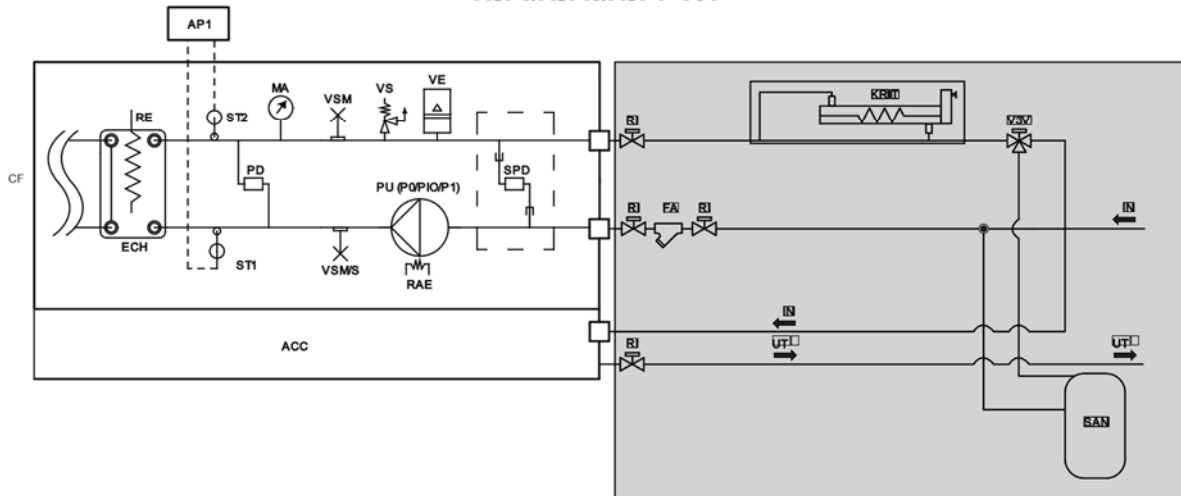 AP1
MA
VSM
VS
VE
KRIT
RE
ST2
RI
V3V
CF
PD
SPD
PU (P0/PIO/P1)
RI
FA
RI
IN
ECH
ST1
VSM/S
RAE
IN
ACC
RI
UT
UT
SAN